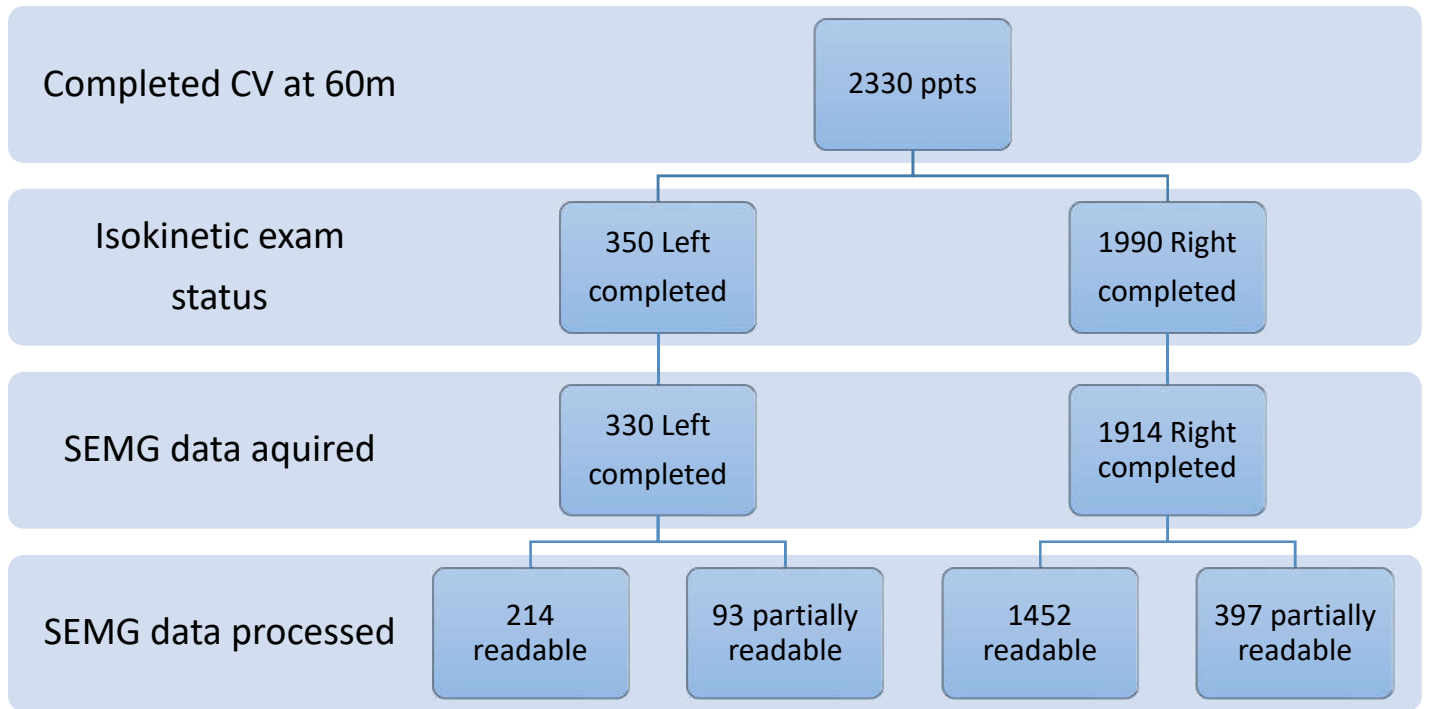 Completed CV at 60m
2330 ppts
Isokinetic exam
status
350 Left
completed
1990 Right
completed
SEMG data aquired
330 Left
completed
1914 Right
completed
SEMG data processed
214
readable
93 partially
readable
1452
readable
397 partially
readable